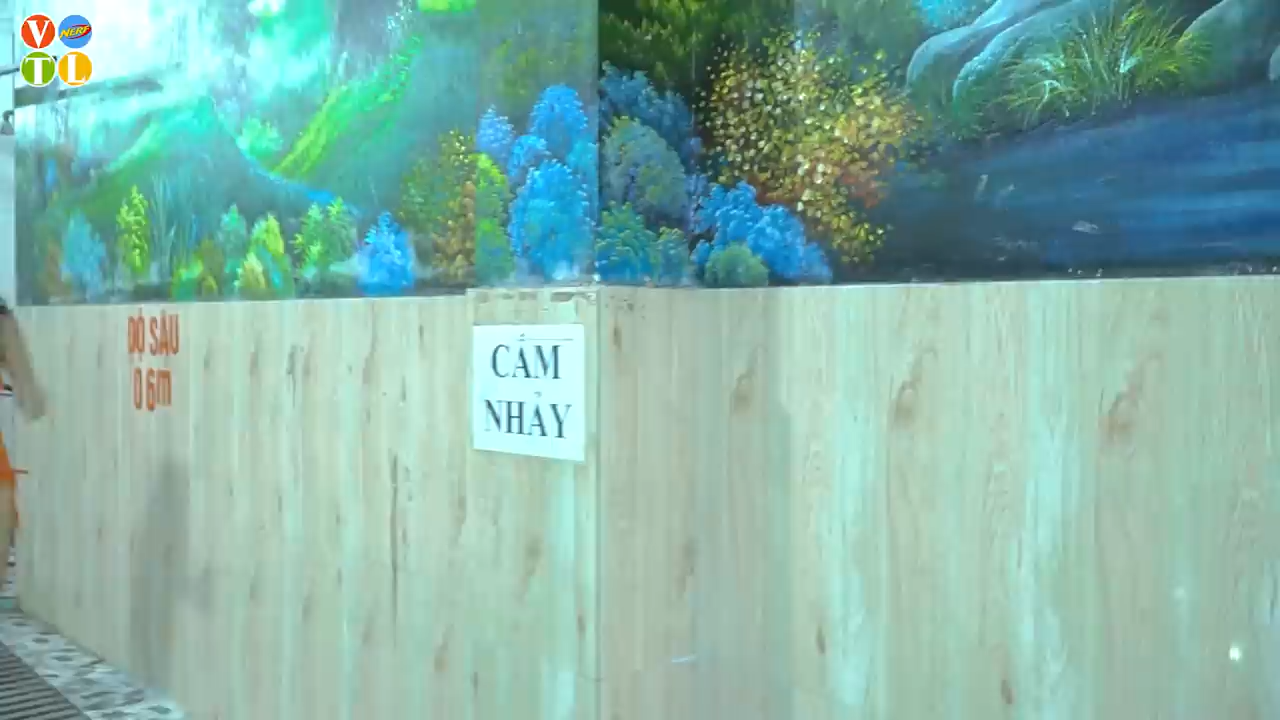 V NERF
T L
ĐỘ SÂU
0 6m
CẤM
NHẢY